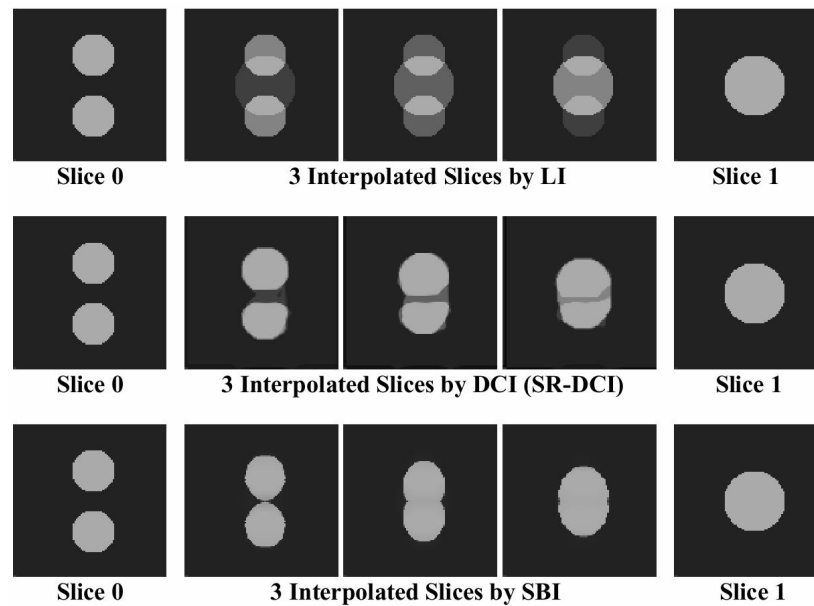 Slice 0 3 Interpolated Slices by LI Slice 1
Slice 0 3 Interpolated Slices by DCI (SR-DCI) Slice 1
Slice 0 3 Interpolated Slices by SBI Slice 1